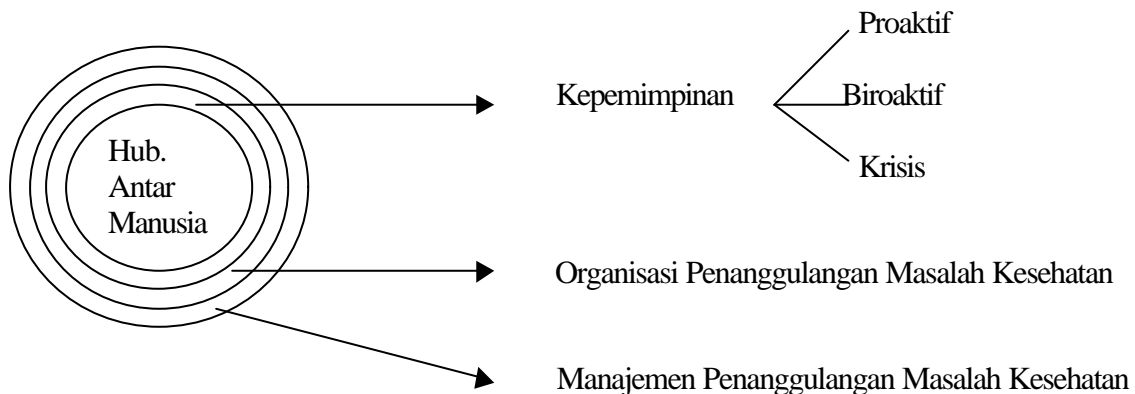 Hub.
Antar
Manusia
Proaktif
Kepemimpinan
Biroaktif
Krisis
Organisasi Penanggulangan Masalah Kesehatan
Manajemen Penanggulangan Masalah Kesehatan